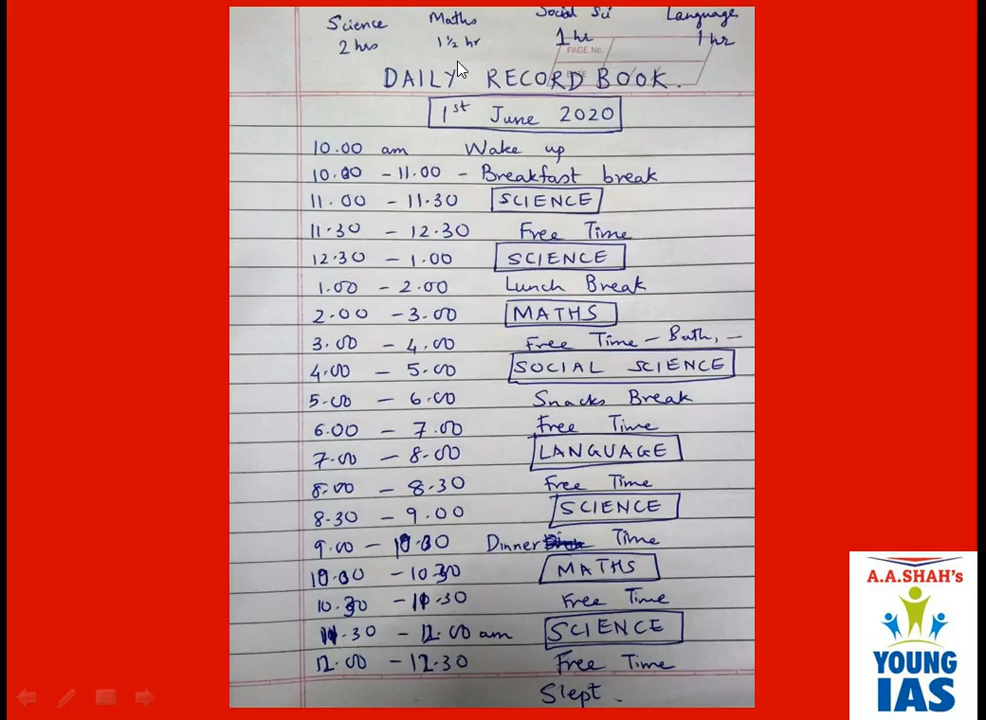 Science Maths Social Sci Language
2 hrs 1 ½ hr 1 hr 1 hr
PAGE No.
DATE
DAILY RECORD BOOK.
1st June 2020
10.00 am Wake up
10.00 - 11.00 - Breakfast break
11.00 - 11.30 SCIENCE
11.30 - 12.30 Free Time
12.30 - 1.00 SCIENCE
1.00 - 2.00 Lunch Break
2.00 - 3.00 MATHS
3.00 - 4.00 Free Time - Bath, -
4.00 - 5.00 SOCIAL SCIENCE
5.00 - 6.00 Snacks Break
6.00 - 7.00 Free Time
7.00 - 8.00 LANGUAGE
8.00 - 8.30 Free Time
8.30 - 9.00 SCIENCE
9.00 - 10.00 Dinner Time
10.00 - 10.30 MATHS
10.30 - 11.30 Free Time
11.30 - 12.00 am SCIENCE
12.00 - 12.30 Free Time
Slept.
A.A.SHAH's
YOUNG
IAS